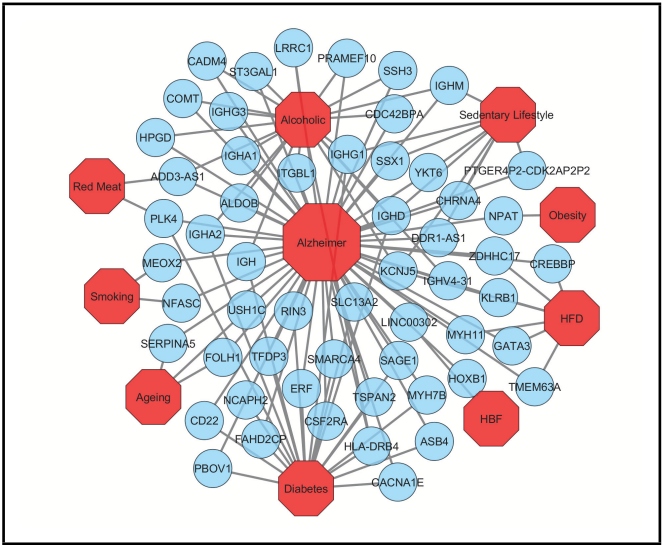 LRRC1
CADM4
PRAMEF10
ST3GAL1
SSH3
IGHM
COMT
IGHG3
CDC42BPA
Alcoholic
Sedentary Lifestyle
HPGD
IGHA1
IGHG1
SSX1
YKT6
PTGER4P2-CDK2AP2P2
ADD3-AS1
ITGBL1
Red Meat
ALDOB
CHRNA4
PLK4
IGHD
NPAT
Obesity
IGHA2
DDR1-AS1
Alzheimer
ZDHHC17
MEOX2
IGH
CREBBP
KCNJ5
IGHV4-31
Smoking
NFASC
SLC13A2
KLRB1
USH1C
RIN3
LINC00302
HFD
MYH11
SERPINA5
GATA3
FOLH1
TFDP3
SMARCA4
SAGE1
HOXB1
TMEM63A
ERF
Ageing
NCAPH2
TSPAN2
MYH7B
CD22
CSF2RA
HBF
FAHD2CP
HLA-DRB4
ASB4
PBOV1
Diabetes
CACNA1E